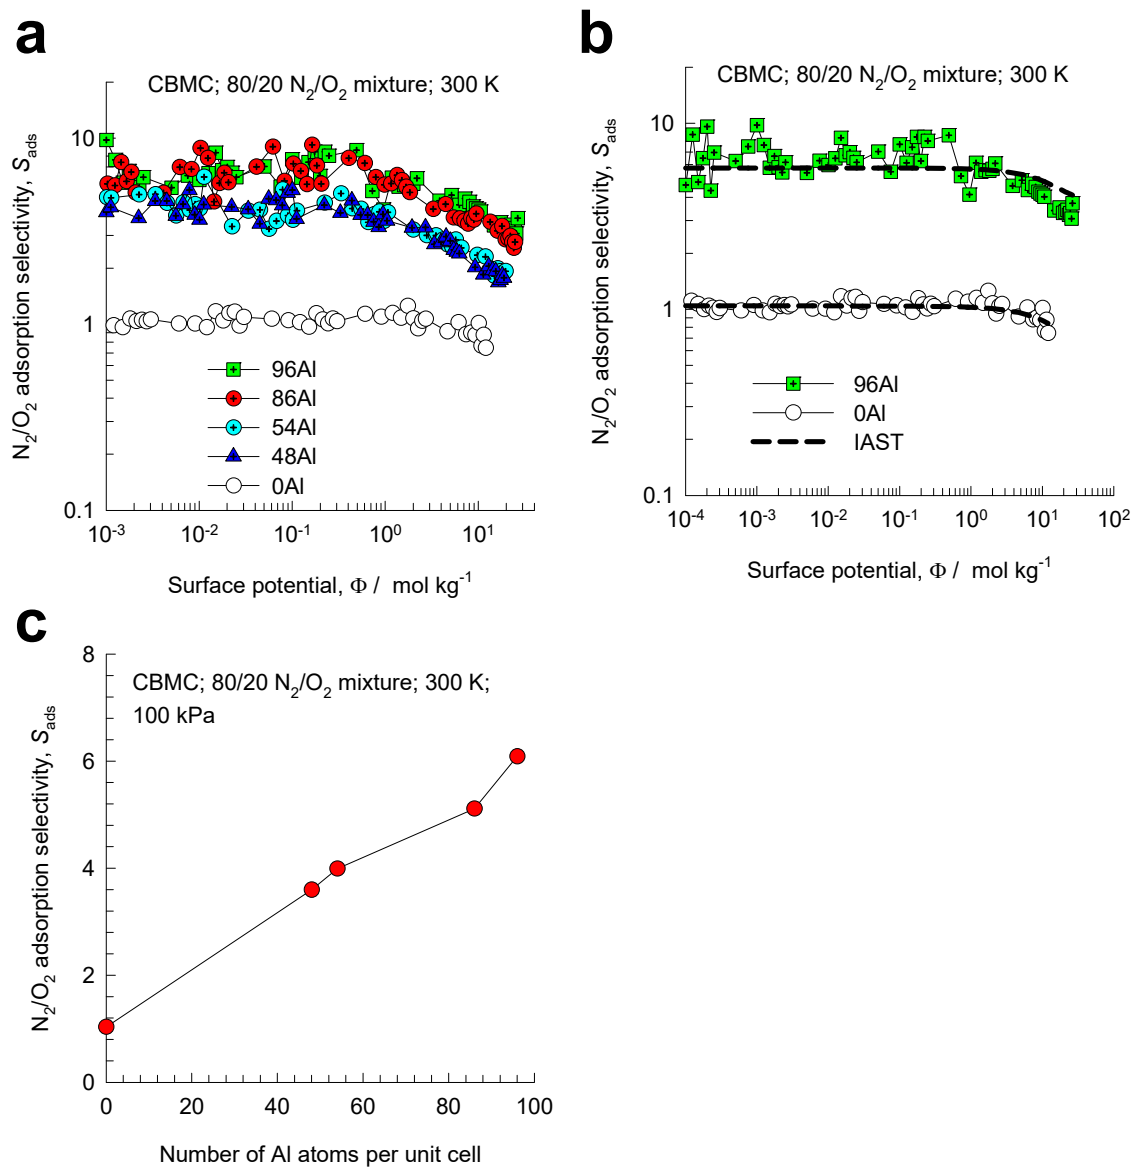 a
CBMC; 80/20 N2/O2 mixture; 300 K
N2/O2 adsorption selectivity, Sads
10
1
0.1
96Al
86Al
54Al
48Al
0Al
10-3 10-2 10-1 100 101
Surface potential, Φ / mol kg-1
b
CBMC; 80/20 N2/O2 mixture; 300 K
N2/O2 adsorption selectivity, Sads
10
1
0.1
96Al
0Al
IAST
10-4 10-3 10-2 10-1 100 101 102
Surface potential, Φ / mol kg-1
c
CBMC; 80/20 N2/O2 mixture; 300 K;
100 kPa
N2/O2 adsorption selectivity, Sads
8
6
4
2
0
0 20 40 60 80 100
Number of Al atoms per unit cell